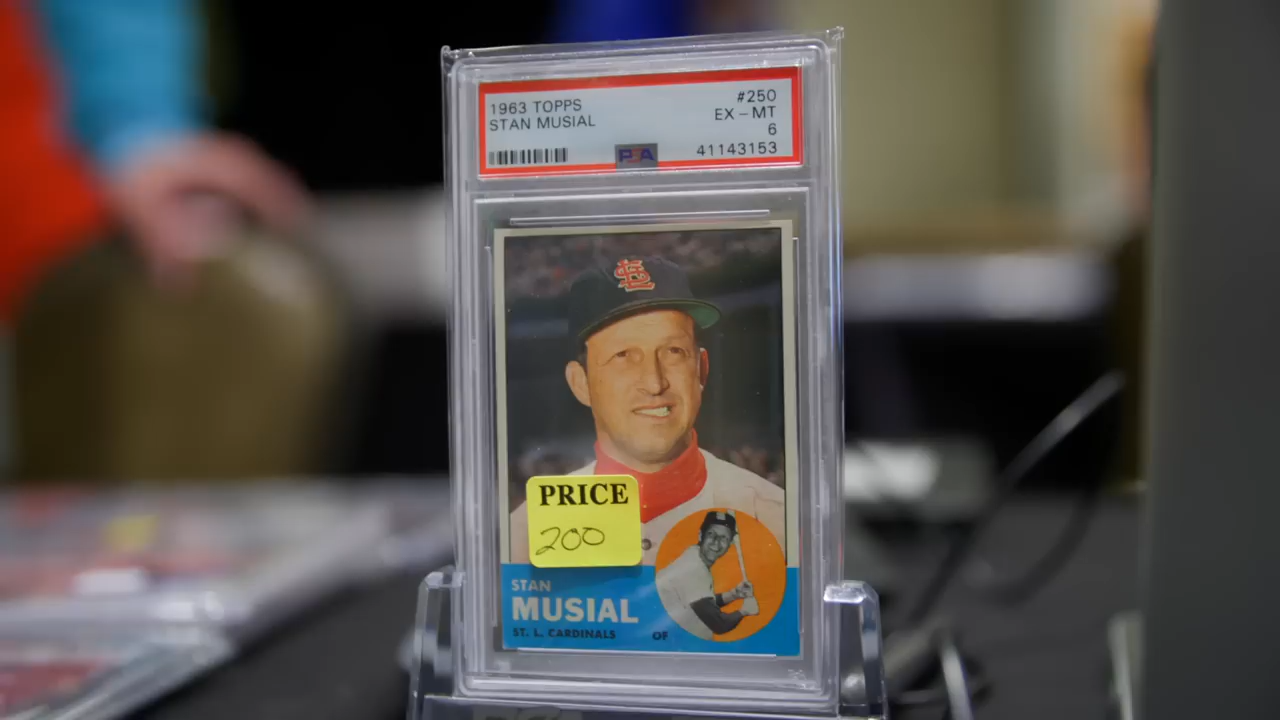 1963 TOPPS #250
STAN MUSIAL EX-MT
6
PSA 41143153
STL
PRICE
200
STAN
MUSIAL
ST. L. CARDINALS OF